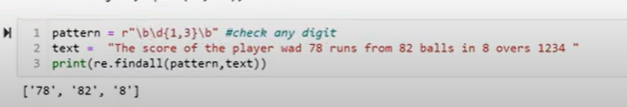 1 pattern = r"\b\d{1,3}\b" #check any digit
2 text = "The score of the player wad 78 runs from 82 balls in 8 overs 1234 "
3 print(re.findall(pattern,text))
['78', '82', '8']